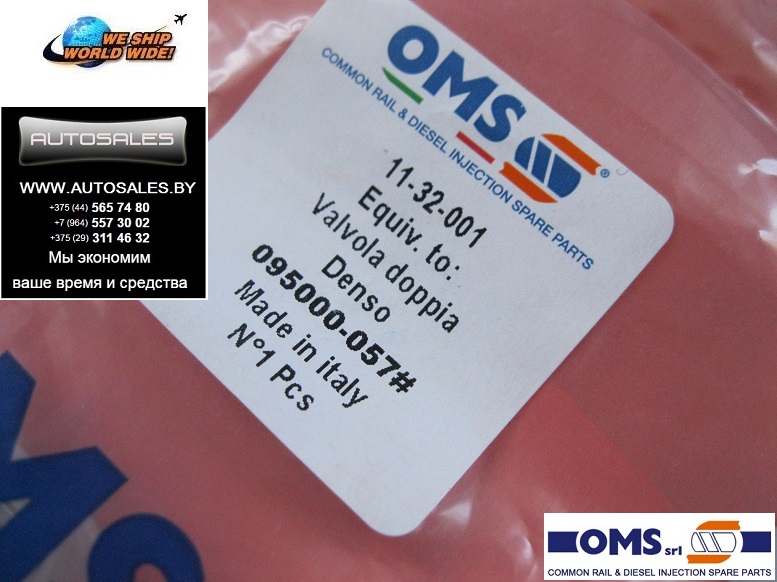 WE SHIP
WORLD WIDE!
AUTOSALES
WWW.AUTOSALES.BY
+375 (44) 565 74 80
+7 (964) 557 30 02
+375 (29) 311 46 32
Мы экономим
ваше время и средства
OMS®
COMMON RAIL & DIESEL INJECTION SPARE PARTS
11-32-001
Equiv. to:
Valvola doppia
Denso
095000-057#
Made in italy
N°1 Pcs
OMS srl
COMMON RAIL & DIESEL INJECTION SPARE PARTS